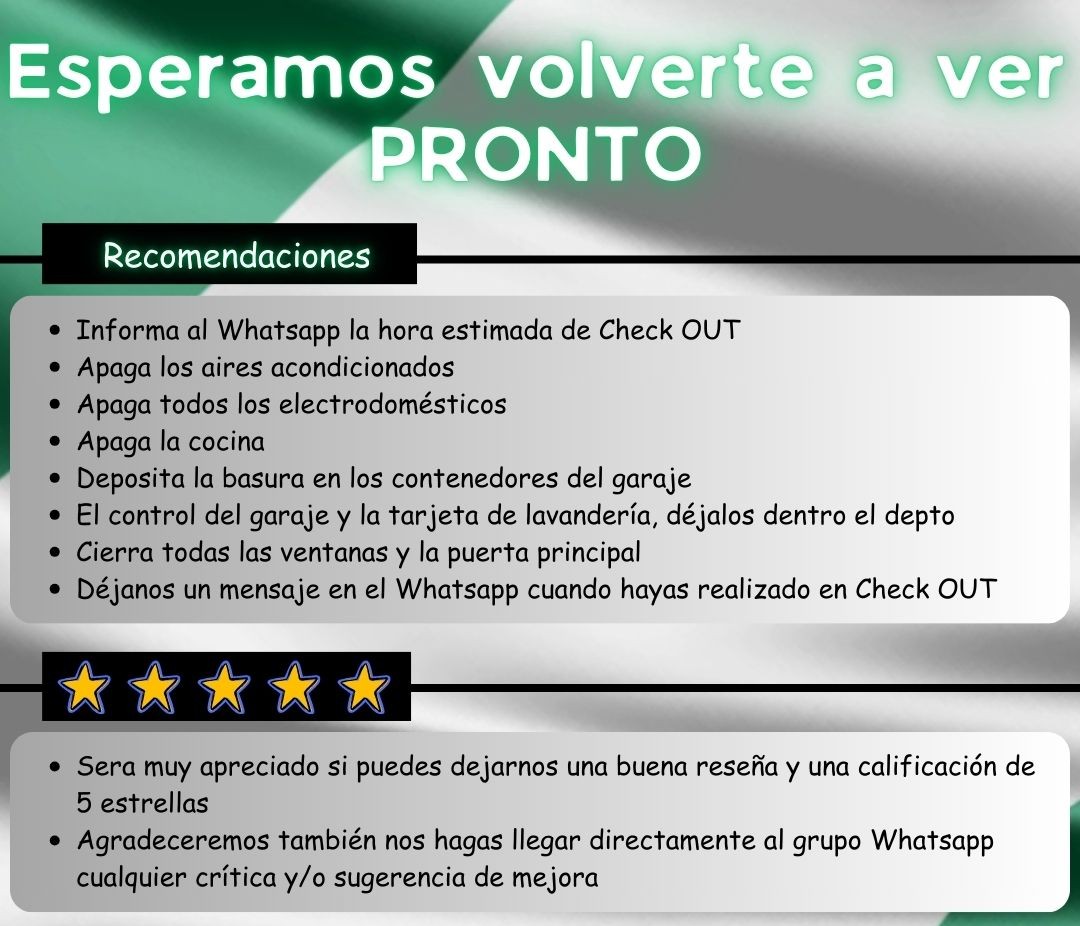 Esperamos volverte a ver
PRONTO
Recomendaciones
• Informa al Whatsapp la hora estimada de Check OUT
• Apaga los aires acondicionados
• Apaga todos los electrodomésticos
• Apaga la cocina
• Deposita la basura en los contenedores del garaje
• El control del garaje y la tarjeta de lavandería, déjalos dentro el depto
• Cierra todas las ventanas y la puerta principal
• Déjanos un mensaje en el Whatsapp cuando hayas realizado en Check OUT
• Sera muy apreciado si puedes dejarnos una buena reseña y una calificación de
5 estrellas
• Agradeceremos también nos hagas llegar directamente al grupo Whatsapp
cualquier crítica y/o sugerencia de mejora